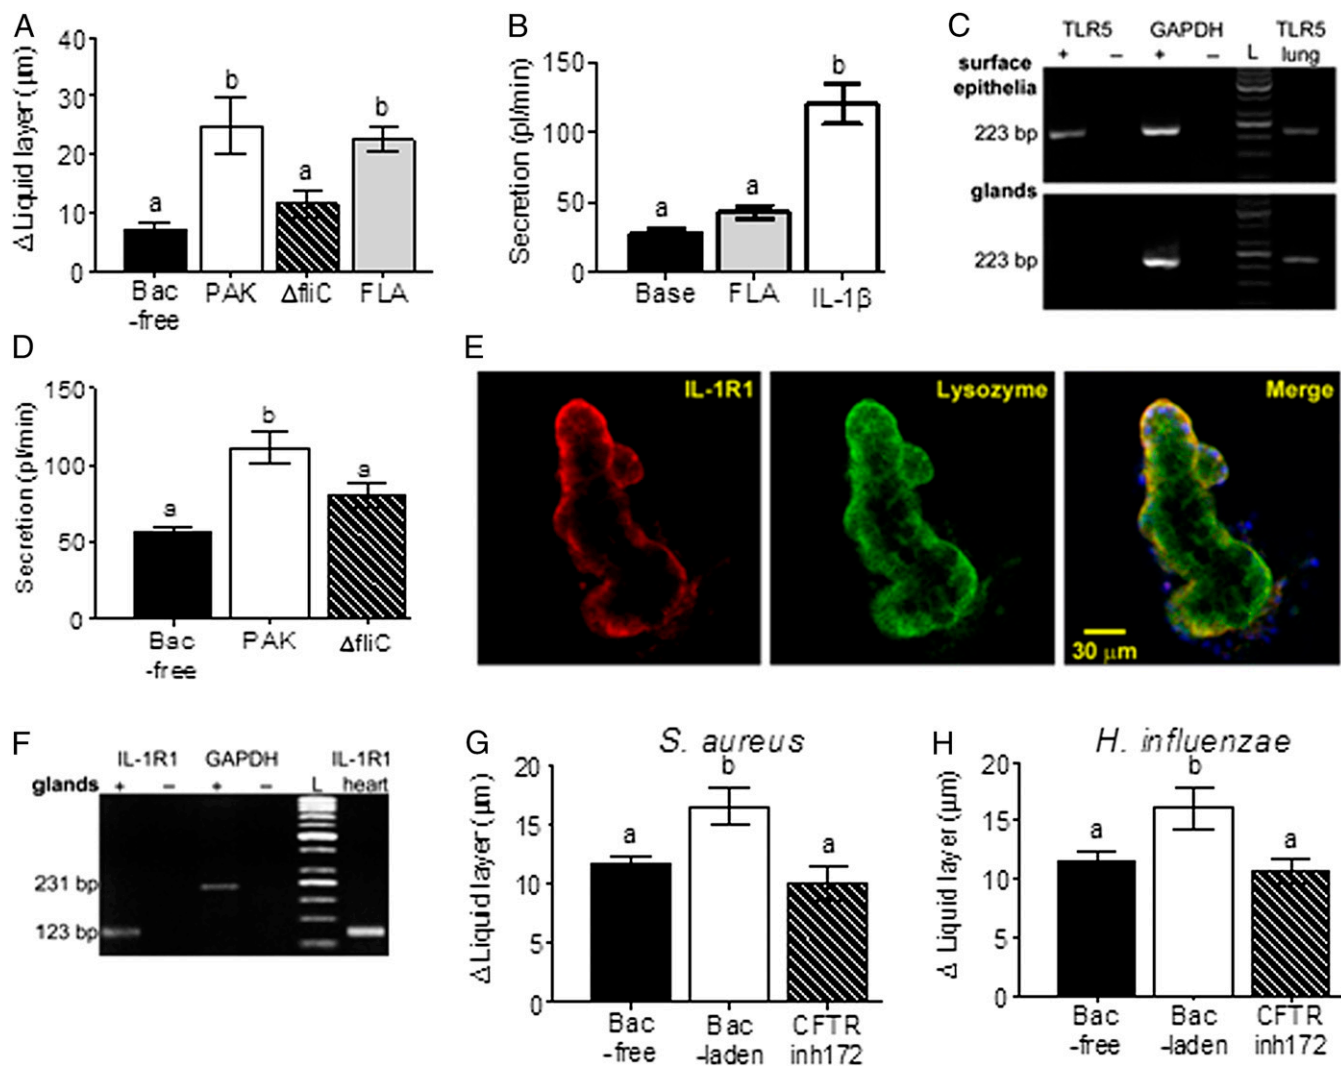 A
Δ Liquid layer (μm)
40
30
20
10
0
a
b
a
b
Bac
-free
PAK
ΔfliC
FLA
B
Secretion (pl/min)
150
100
50
0
a
a
b
Base
FLA
IL-1β
C
TLR5 GAPDH TLR5
+ – + – L lung
surface
epithelia
223 bp
glands
223 bp
D
Secretion (pl/min)
150
100
50
0
a
b
a
Bac
-free
PAK
ΔfliC
E
IL-1R1
Lysozyme
Merge
30 μm
F
IL-1R1 GAPDH IL-1R1
glands + – + – L heart
231 bp
123 bp
G
S. aureus
Δ Liquid layer (μm)
20
15
10
5
0
a
b
a
Bac
-free
Bac
-laden
CFTR
inh172
H
H. influenzae
Δ Liquid layer (μm)
20
15
10
5
0
a
b
a
Bac
-free
Bac
-laden
CFTR
inh172